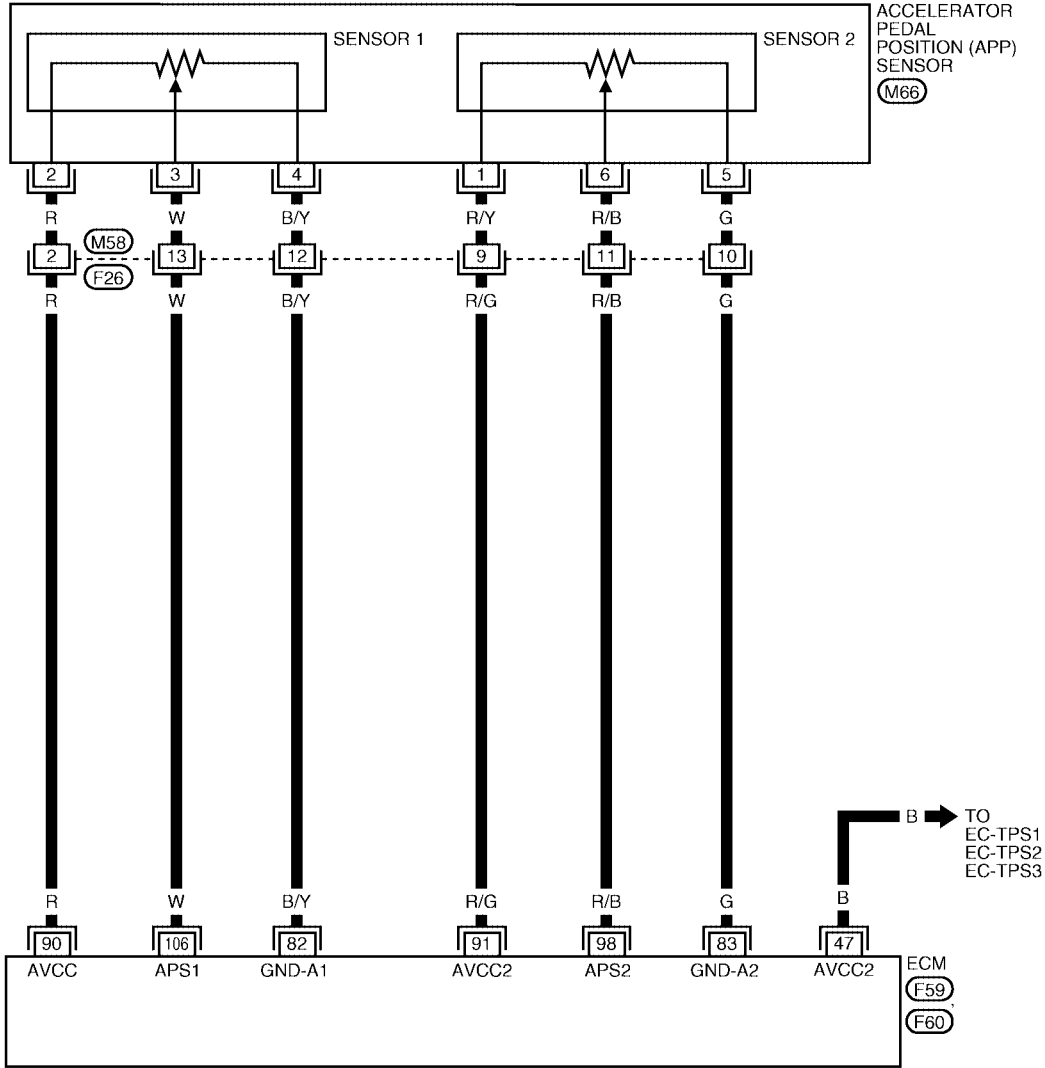 ACCELERATOR
PEDAL
POSITION (APP)
SENSOR
M66
SENSOR 1
SENSOR 2
2 3 4 1 6 5
R W B/Y R/Y R/B G
M58
2 13 12 9 11 10
F26
R W B/Y R/G R/B G
B TO
EC-TPS1
EC-TPS2
EC-TPS3
R W B/Y R/G R/B G B
90 106 82 91 98 83 47
AVCC APS1 GND-A1 AVCC2 APS2 GND-A2 AVCC2
ECM
F59,
F60